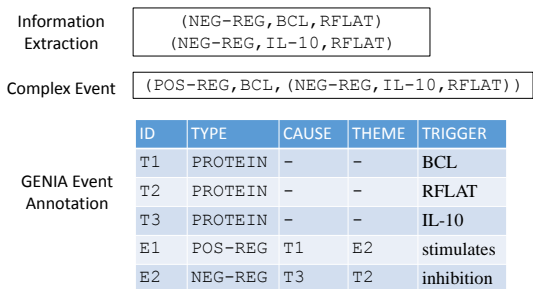 Information
Extraction
(NEG-REG,BCL,RFLAT)
(NEG-REG,IL-10,RFLAT)
Complex Event
(POS-REG,BCL,(NEG-REG,IL-10,RFLAT))
GENIA Event
Annotation
ID TYPE CAUSE THEME TRIGGER
T1 PROTEIN – – BCL
T2 PROTEIN – – RFLAT
T3 PROTEIN – – IL-10
E1 POS-REG T1 E2 stimulates
E2 NEG-REG T3 T2 inhibition